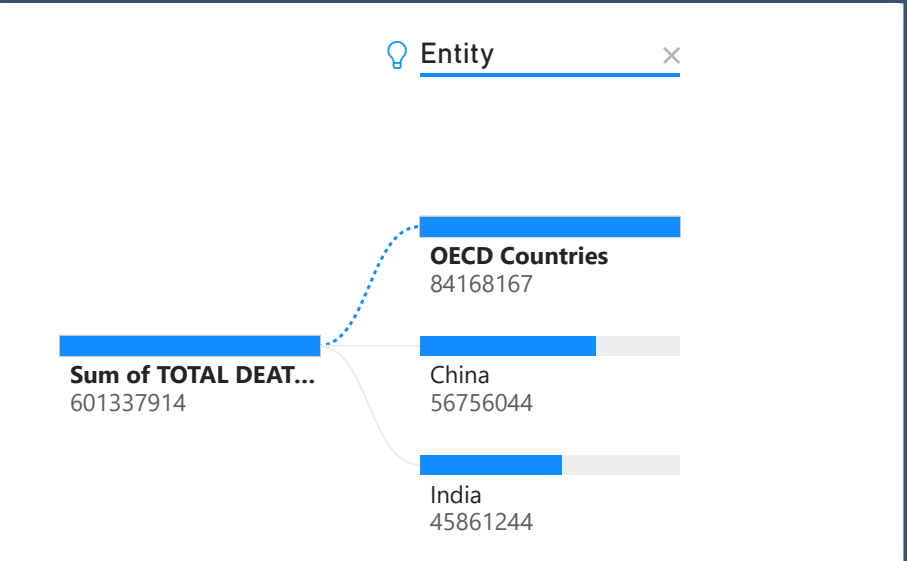 Entity
OECD Countries
84168167
Sum of TOTAL DEAT...
601337914
China
56756044
India
45861244